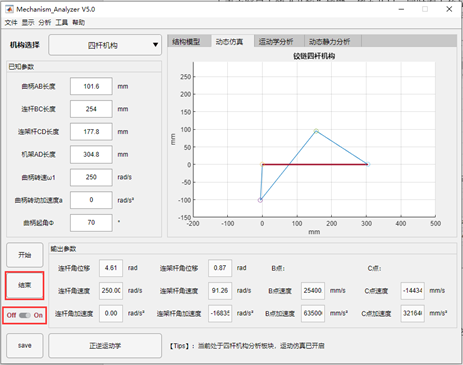 Mechanism_Analyzer V5.0
文件 显示 分析 工具 帮助
机构选择 四杆机构
已知参数
曲柄AB长度 101.6 mm
连杆BC长度 254 mm
连架杆CD长度 177.8 mm
机架AD长度 304.8 mm
曲柄转速ω1 250 rad/s
曲柄转动加速度a 0 rad/s²
曲柄起角Φ 70 °
结构模型 动态仿真 运动学分析 动态静力分析
铰链四杆机构
mm
250
200
150
100
50
0
-50
-100
-150
-200 -100 0 100 200 300 400 500
mm
开始
结束
Off On
save
正逆运动学
输出参数
连杆角位移 4.61 rad 连架杆角位移 0.87 rad B点: C点:
连杆角速度 250.00 rad/s 连架杆角速度 91.26 rad/s B点速度 25400 mm/s C点速度 -14434 mm/s
连杆角加速度 0.00 rad/s² 连架杆角加速度 -16835 rad/s² B点加速度 63500 mm/s² C点加速度 32164 mm/s²
【Tips】: 当前处于四杆机构分析板块，运动仿真已开启